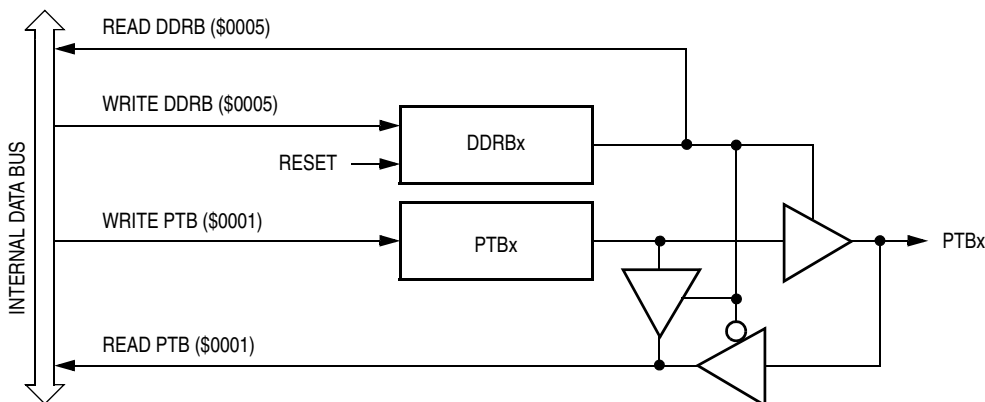 READ DDRB ($0005)
WRITE DDRB ($0005)
DDRBx
RESET
WRITE PTB ($0001)
PTBx
PTBx
READ PTB ($0001)
INTERNAL DATA BUS